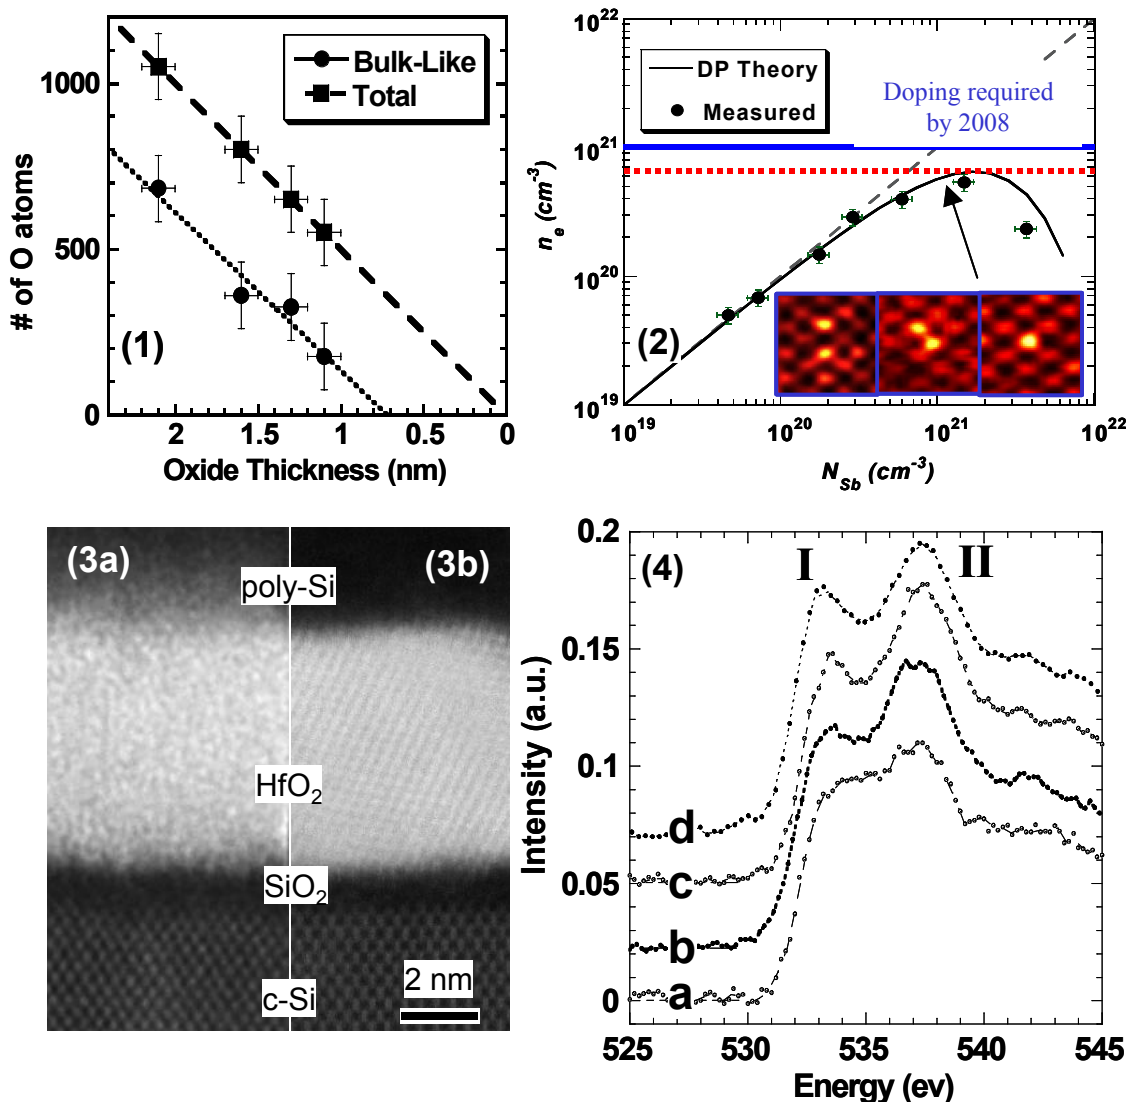 Bulk-Like
Total
1000
500
0
# of O atoms
(1)
2
1.5
1
0.5
0
Oxide Thickness (nm)
10²²
10²¹
10²⁰
10¹⁹
nₑ (cm⁻³)
DP Theory
Measured
Doping required
by 2008
(2)
10¹⁹
10²⁰
10²¹
10²²
N_Sb (cm⁻³)
(3a)
(3b)
poly-Si
HfO₂
SiO₂
c-Si
2 nm
(4)
I
II
0.2
0.15
0.1
0.05
0
Intensity (a.u.)
d
c
b
a
525
530
535
540
545
Energy (ev)